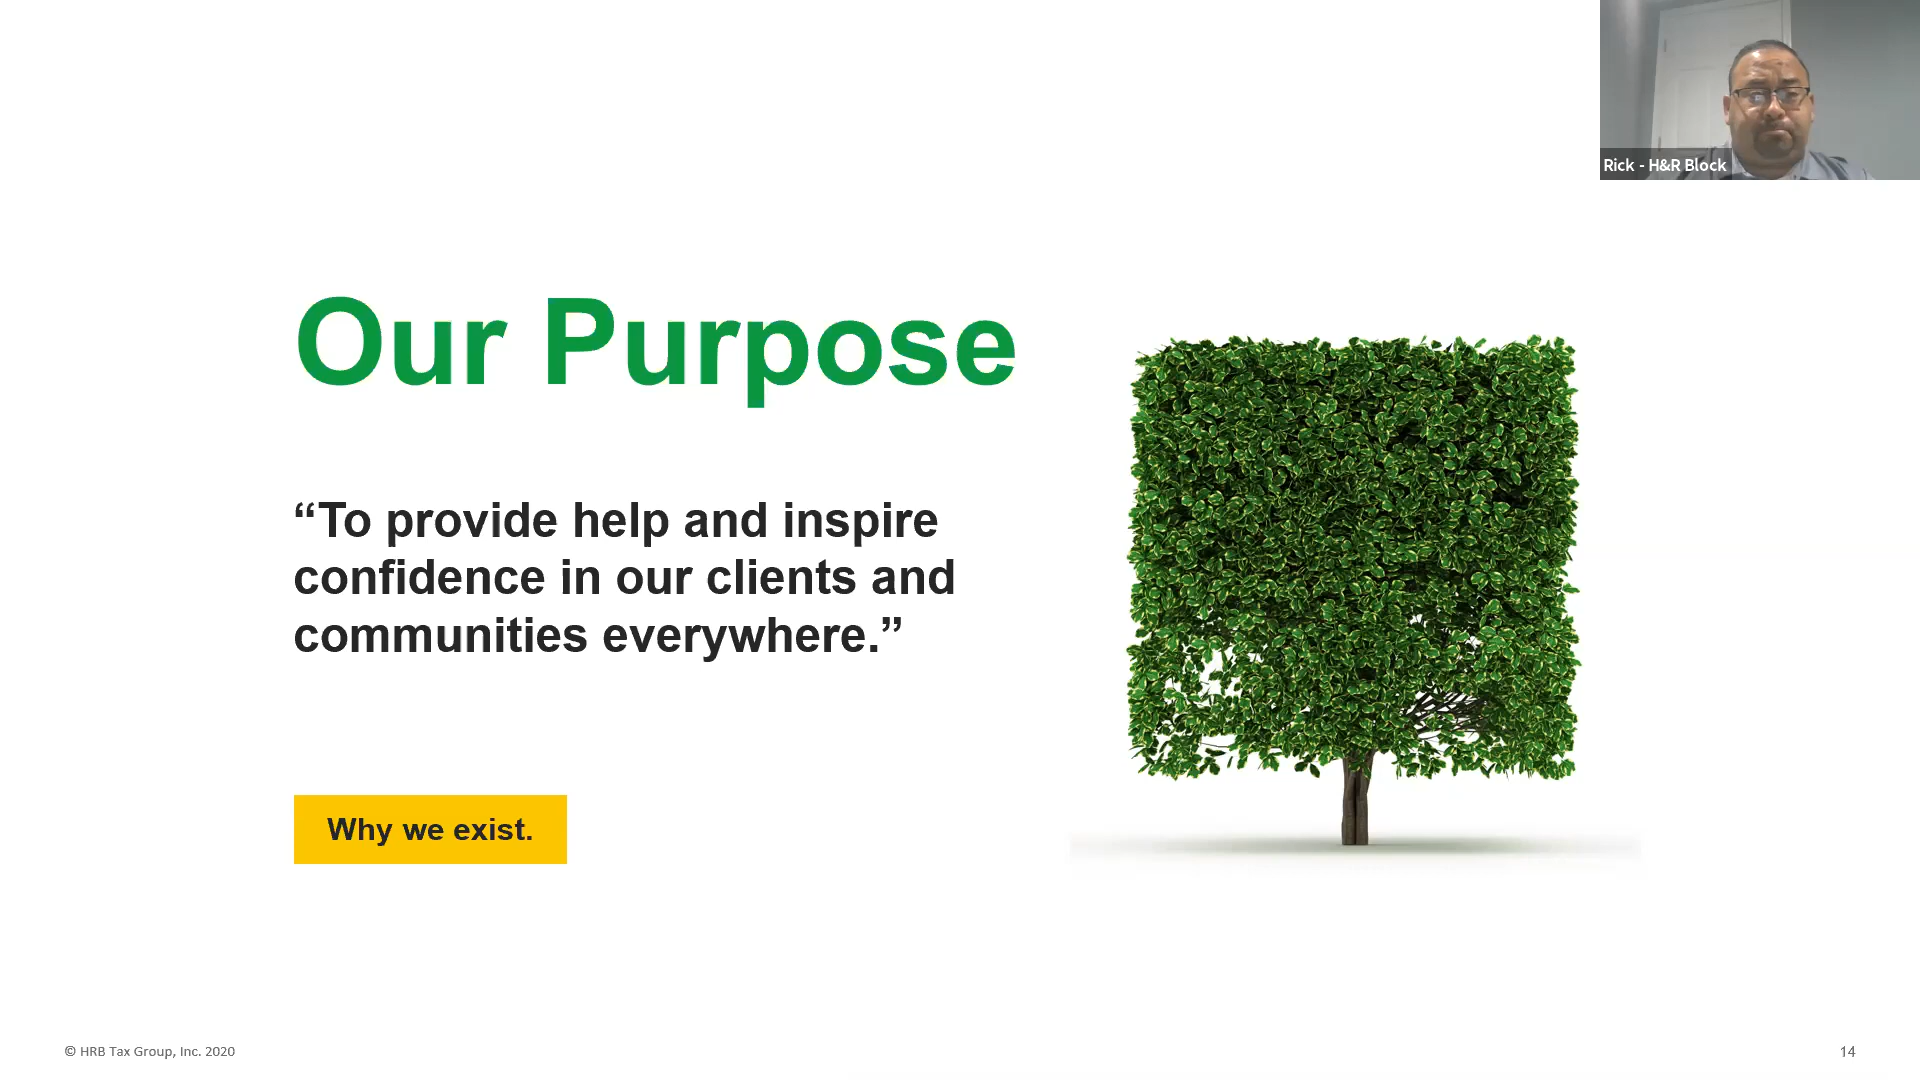 Rick - H&R Block
Our Purpose
“To provide help and inspire
confidence in our clients and
communities everywhere.”
Why we exist.
© HRB Tax Group, Inc. 2020
14